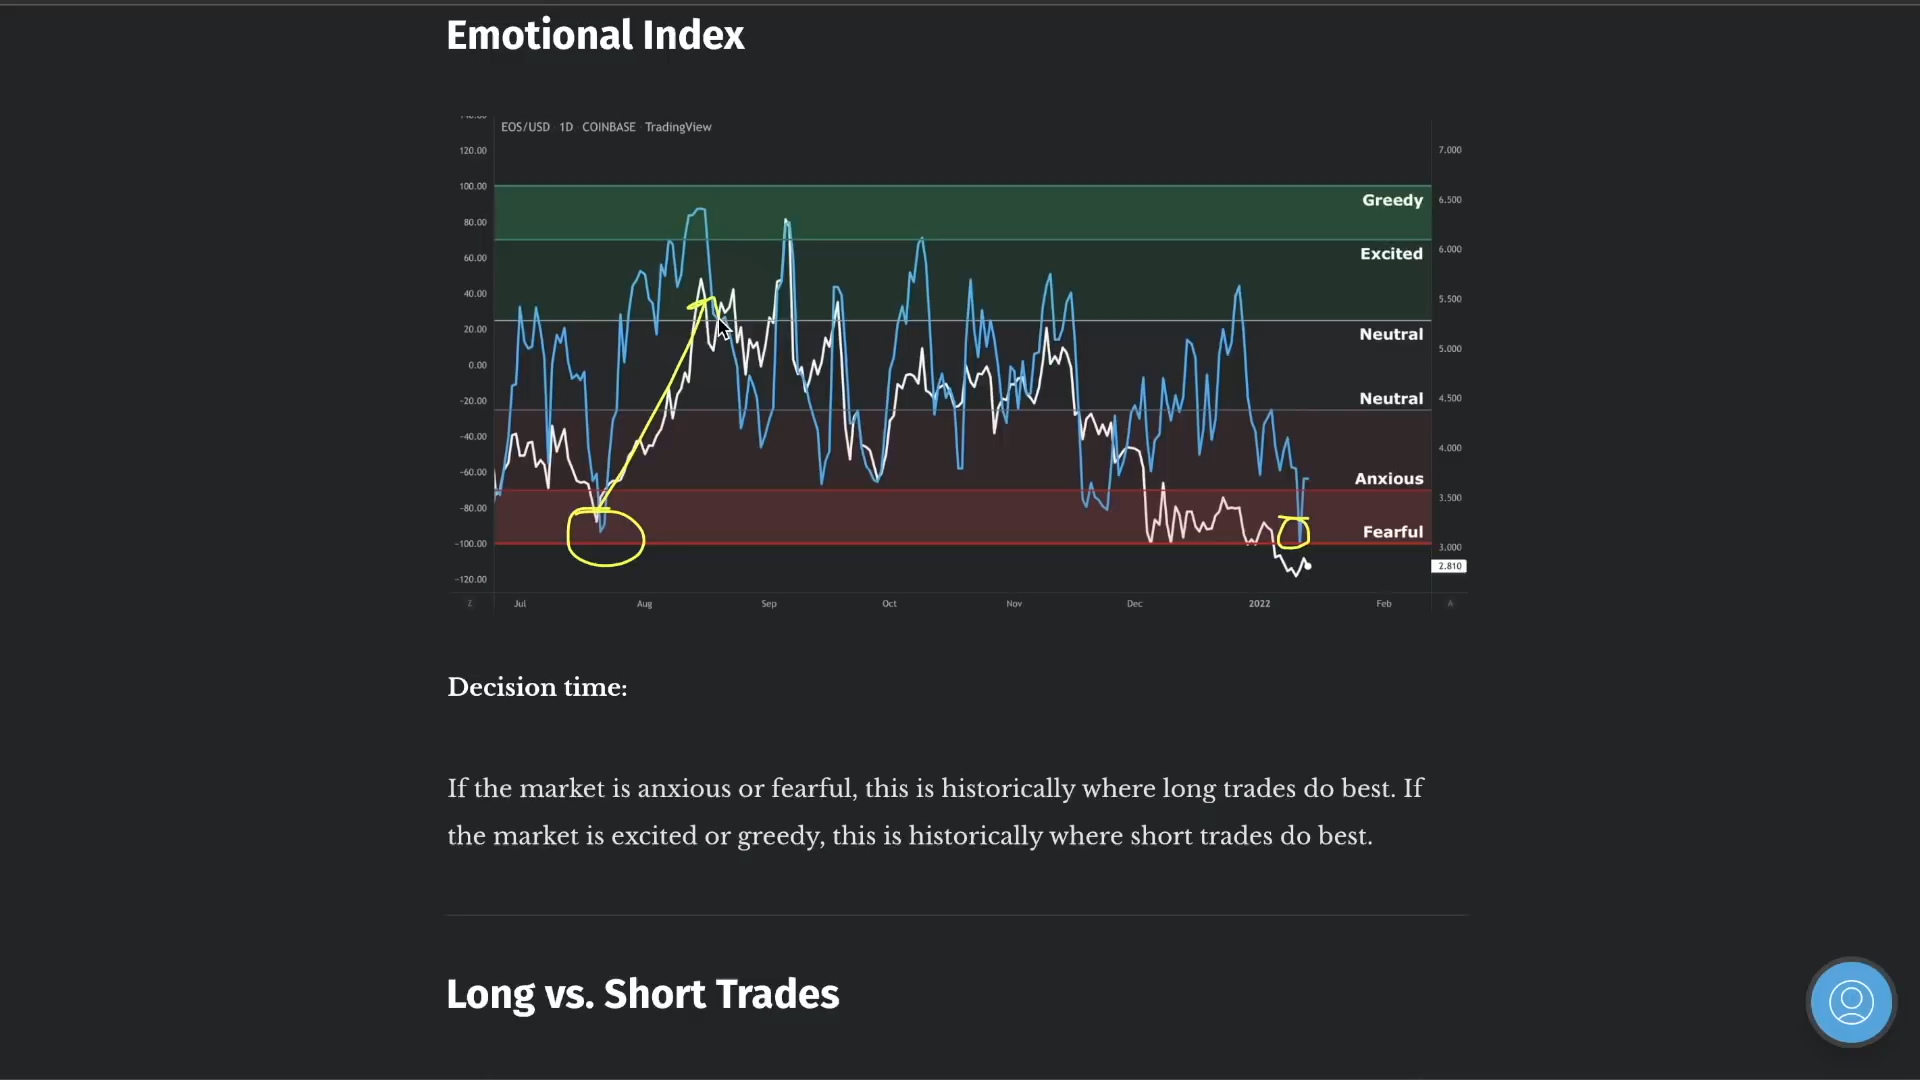 Emotional Index
EOS/USD 1D COINBASE TradingView
120.00
100.00
80.00
60.00
40.00
20.00
0.00
-20.00
-40.00
-60.00
-80.00
-100.00
-120.00
Greedy
Excited
Neutral
Neutral
Anxious
Fearful
7.000
6.500
6.000
5.500
5.000
4.500
4.000
3.500
3.000
2.810
Z Jul Aug Sep Oct Nov Dec 2022 Feb A
Decision time:
If the market is anxious or fearful, this is historically where long trades do best. If
the market is excited or greedy, this is historically where short trades do best.
Long vs. Short Trades